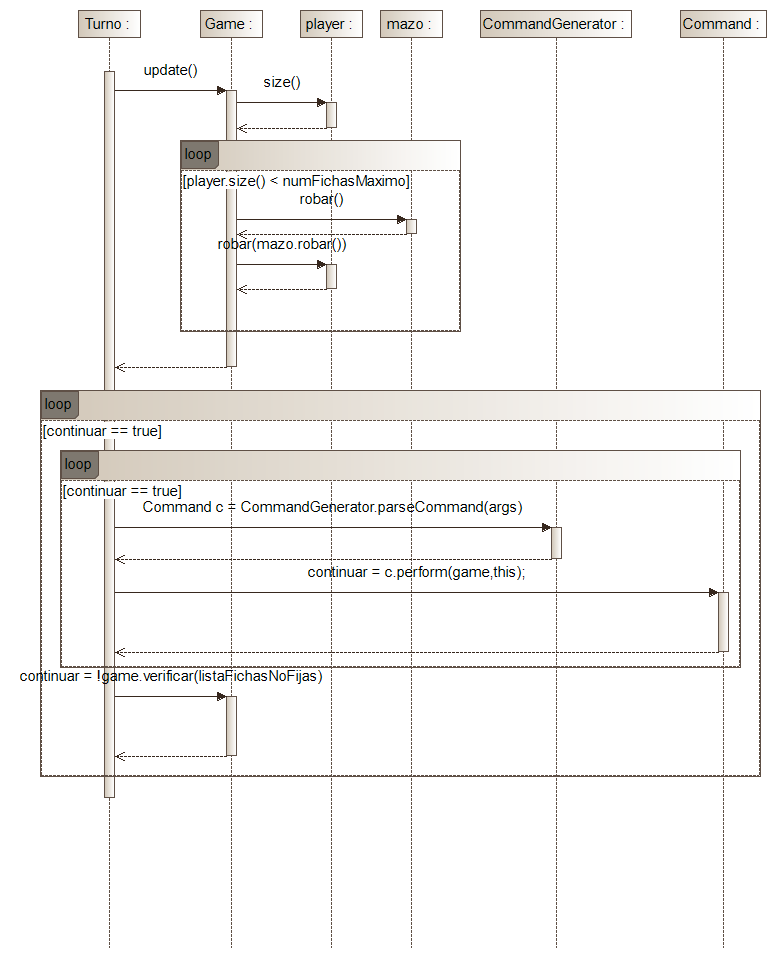 Turno :
Game :
player :
mazo :
CommandGenerator :
Command :
update()
size()
loop
[player.size() < numFichasMaximo]
robar()
robar(mazo.robar())
loop
[continuar == true]
loop
[continuar == true]
Command c = CommandGenerator.parseCommand(args)
continuar = c.perform(game,this);
continuar = !game.verificar(listaFichasNoFijas)